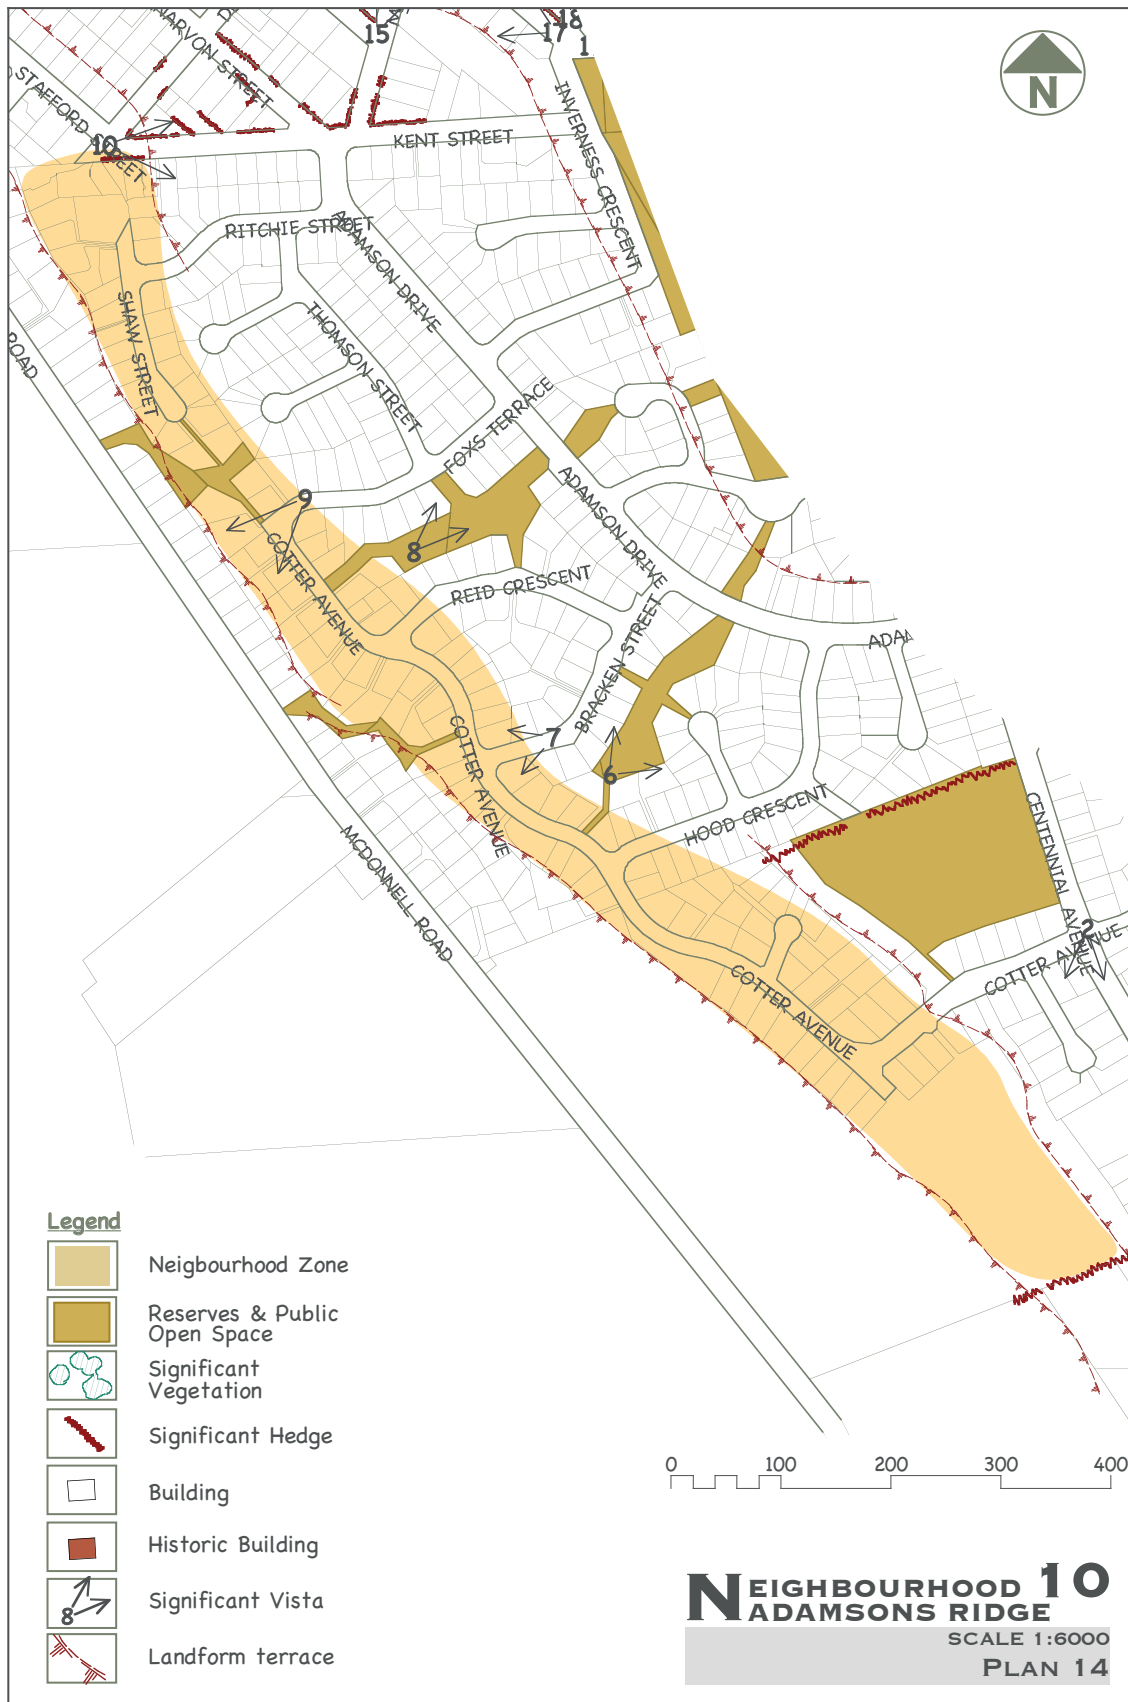 18
17
1
15
NARVON STREET
STAFFORD STREET
10
KENT STREET
INVERNESS CRESCENT
N
RITCHIE STREET
ADAMSON DRIVE
SHAW STREET
THOMSON STREET
ROAD
FOXS TERRACE
9
8
ADAMSON DRIVE
COTTER AVENUE
REID CRESCENT
BRACKEN STREET
ADA
7
6
COTTER AVENUE
HOOD CRESCENT
CENTENNIAL AVENUE
MCDONNELL ROAD
2
COTTER AVENUE
COTTER AVENUE
Legend
Neigbourhood Zone
Reserves & Public
Open Space
Significant
Vegetation
Significant Hedge
Building
Historic Building
8
Significant Vista
Landform terrace
0 100 200 300 400
NEIGHBOURHOOD 10
ADAMSONS RIDGE
SCALE 1:6000
PLAN 14